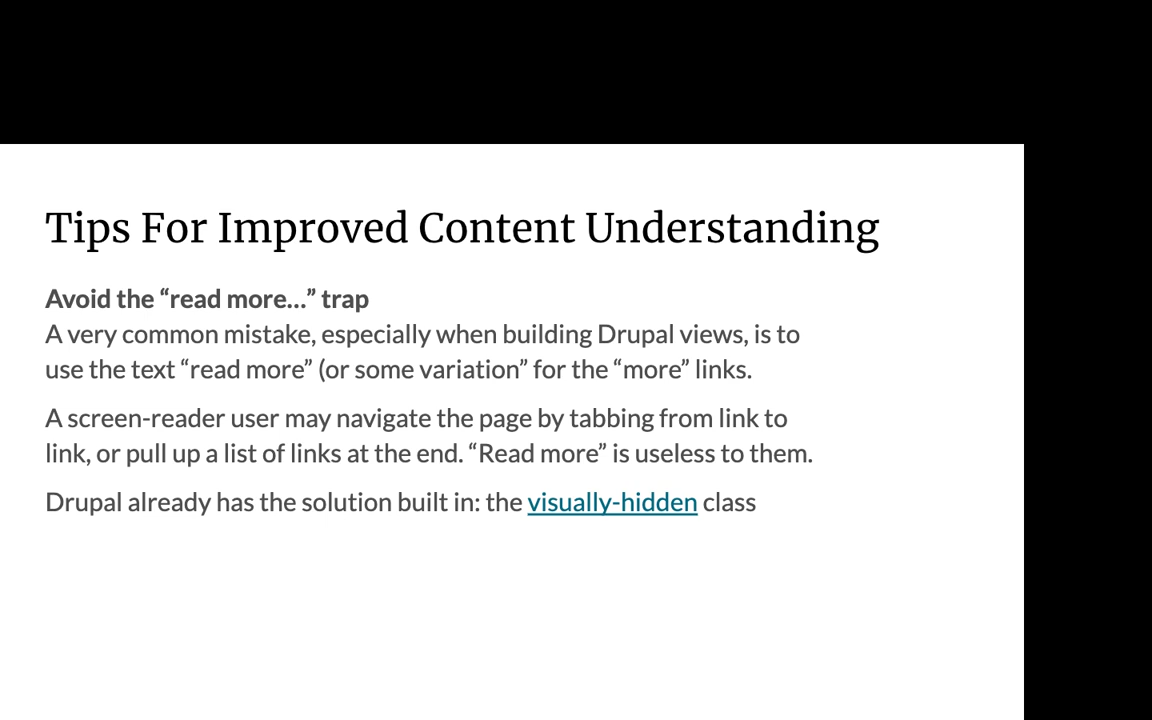 Tips For Improved Content Understanding
Avoid the “read more...” trap
A very common mistake, especially when building Drupal views, is to
use the text “read more” (or some variation” for the “more” links.
A screen-reader user may navigate the page by tabbing from link to
link, or pull up a list of links at the end. “Read more” is useless to them.
Drupal already has the solution built in: the visually-hidden class